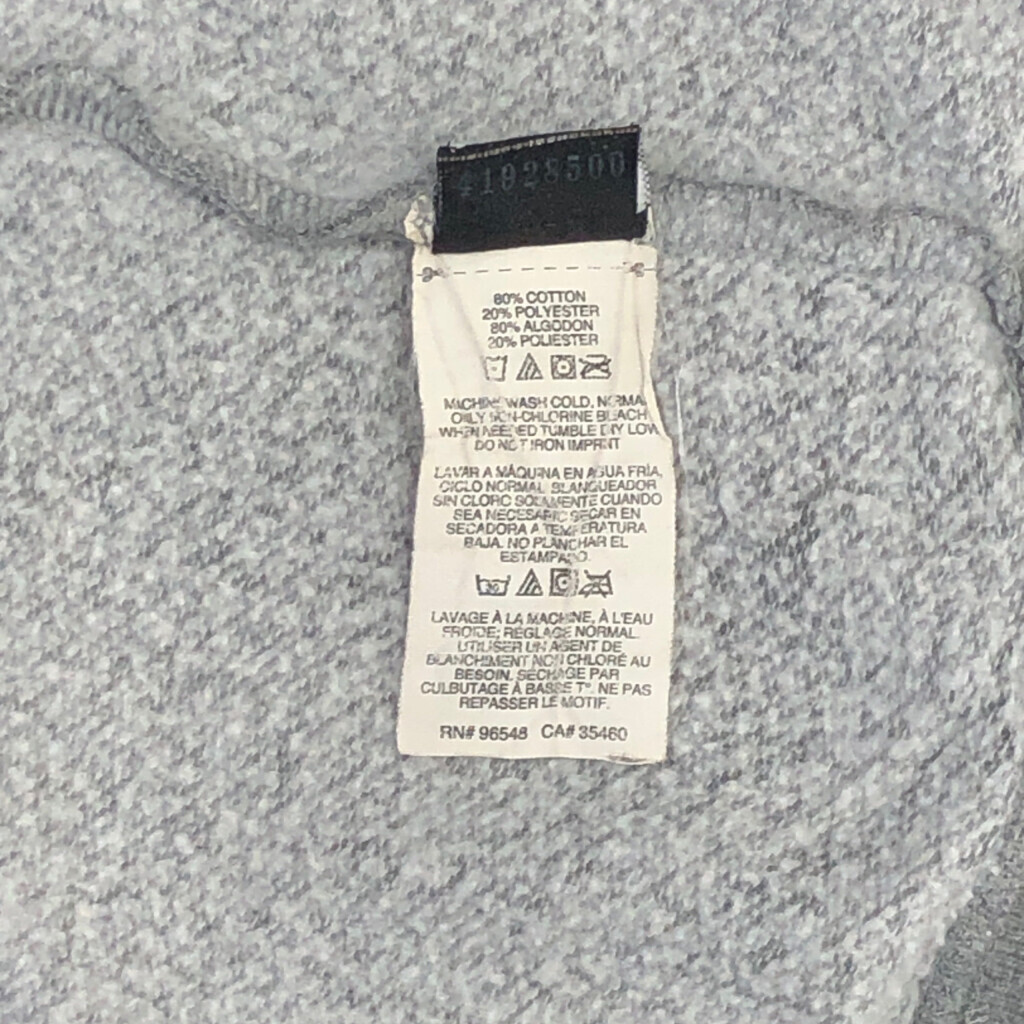 41928500
80% COTTON
20% POLYESTER
80% ALGODON
20% POLIESTER
MACHINE WASH COLD, NORMAL
ONLY NON-CHLORINE BLEACH
WHEN NEEDED TUMBLE DRY LOW
DO NOT IRON IMPRINT
LAVAR A MÁQUINA EN AGUA FRÍA,
CICLO NORMAL BLANQUEADOR
SIN CLORO SOLAMENTE CUANDO
SEA NECESARIO SECAR EN
SECADORA A TEMPERATURA
BAJA. NO PLANCHAR EL
ESTAMPADO.
LAVAGE À LA MACHINE, À L'EAU
FROIDE; RÉGLAGE NORMAL.
UTILISER UN AGENT DE
BLANCHIMENT NON CHLORÉ AU
BESOIN. SÉCHAGE PAR
CULBUTAGE À BASSE T°. NE PAS
REPASSER LE MOTIF.
RN# 96548 CA# 35460